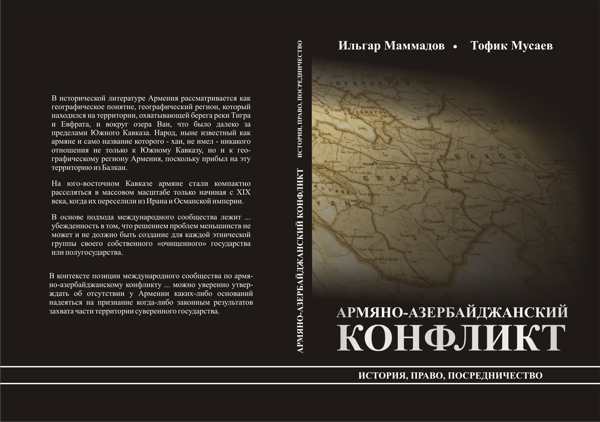 В исторической литературе Армения рассматривается как
географическое понятие, географический регион, который
находился на территории, охватывающей берега реки Тигра
и Евфрата, и вокруг озера Ван, что было далеко за
пределами Южного Кавказа. Народ, ныне известный как
армяне и само название которого - хаи, не имел - никакого
отношения не только к Южному Кавказу, но и к гео-
графическому региону Армения, поскольку прибыл на эту
территорию из Балкан.
На юго-восточном Кавказе армяне стали компактно
расселяться в массовом масштабе только начиная с XIX
века, когда их переселили из Ирана и Османской империи.
В основе подхода международного сообщества лежит ...
убежденность в том, что решением проблем меньшинств не
может и не должно быть создание для каждой этнической
группы своего собственного «очищенного» государства
или полугосударства.
В контексте позиции международного сообщества по армя-
но-азербайджанскому конфликту ... можно уверенно утвер-
ждать об отсутствии у Армении каких-либо оснований
надеяться на признание когда-либо законным результатов
захвата части территории суверенного государства.
АРМЯНО-АЗЕРБАЙДЖАНСКИЙ КОНФЛИКТ ИСТОРИЯ, ПРАВО, ПОСРЕДНИЧЕСТВО
Ильгар Маммадов • Тофик Мусаев
АРМЯНО-АЗЕРБАЙДЖАНСКИЙ
КОНФЛИКТ
ИСТОРИЯ, ПРАВО, ПОСРЕДНИЧЕСТВО